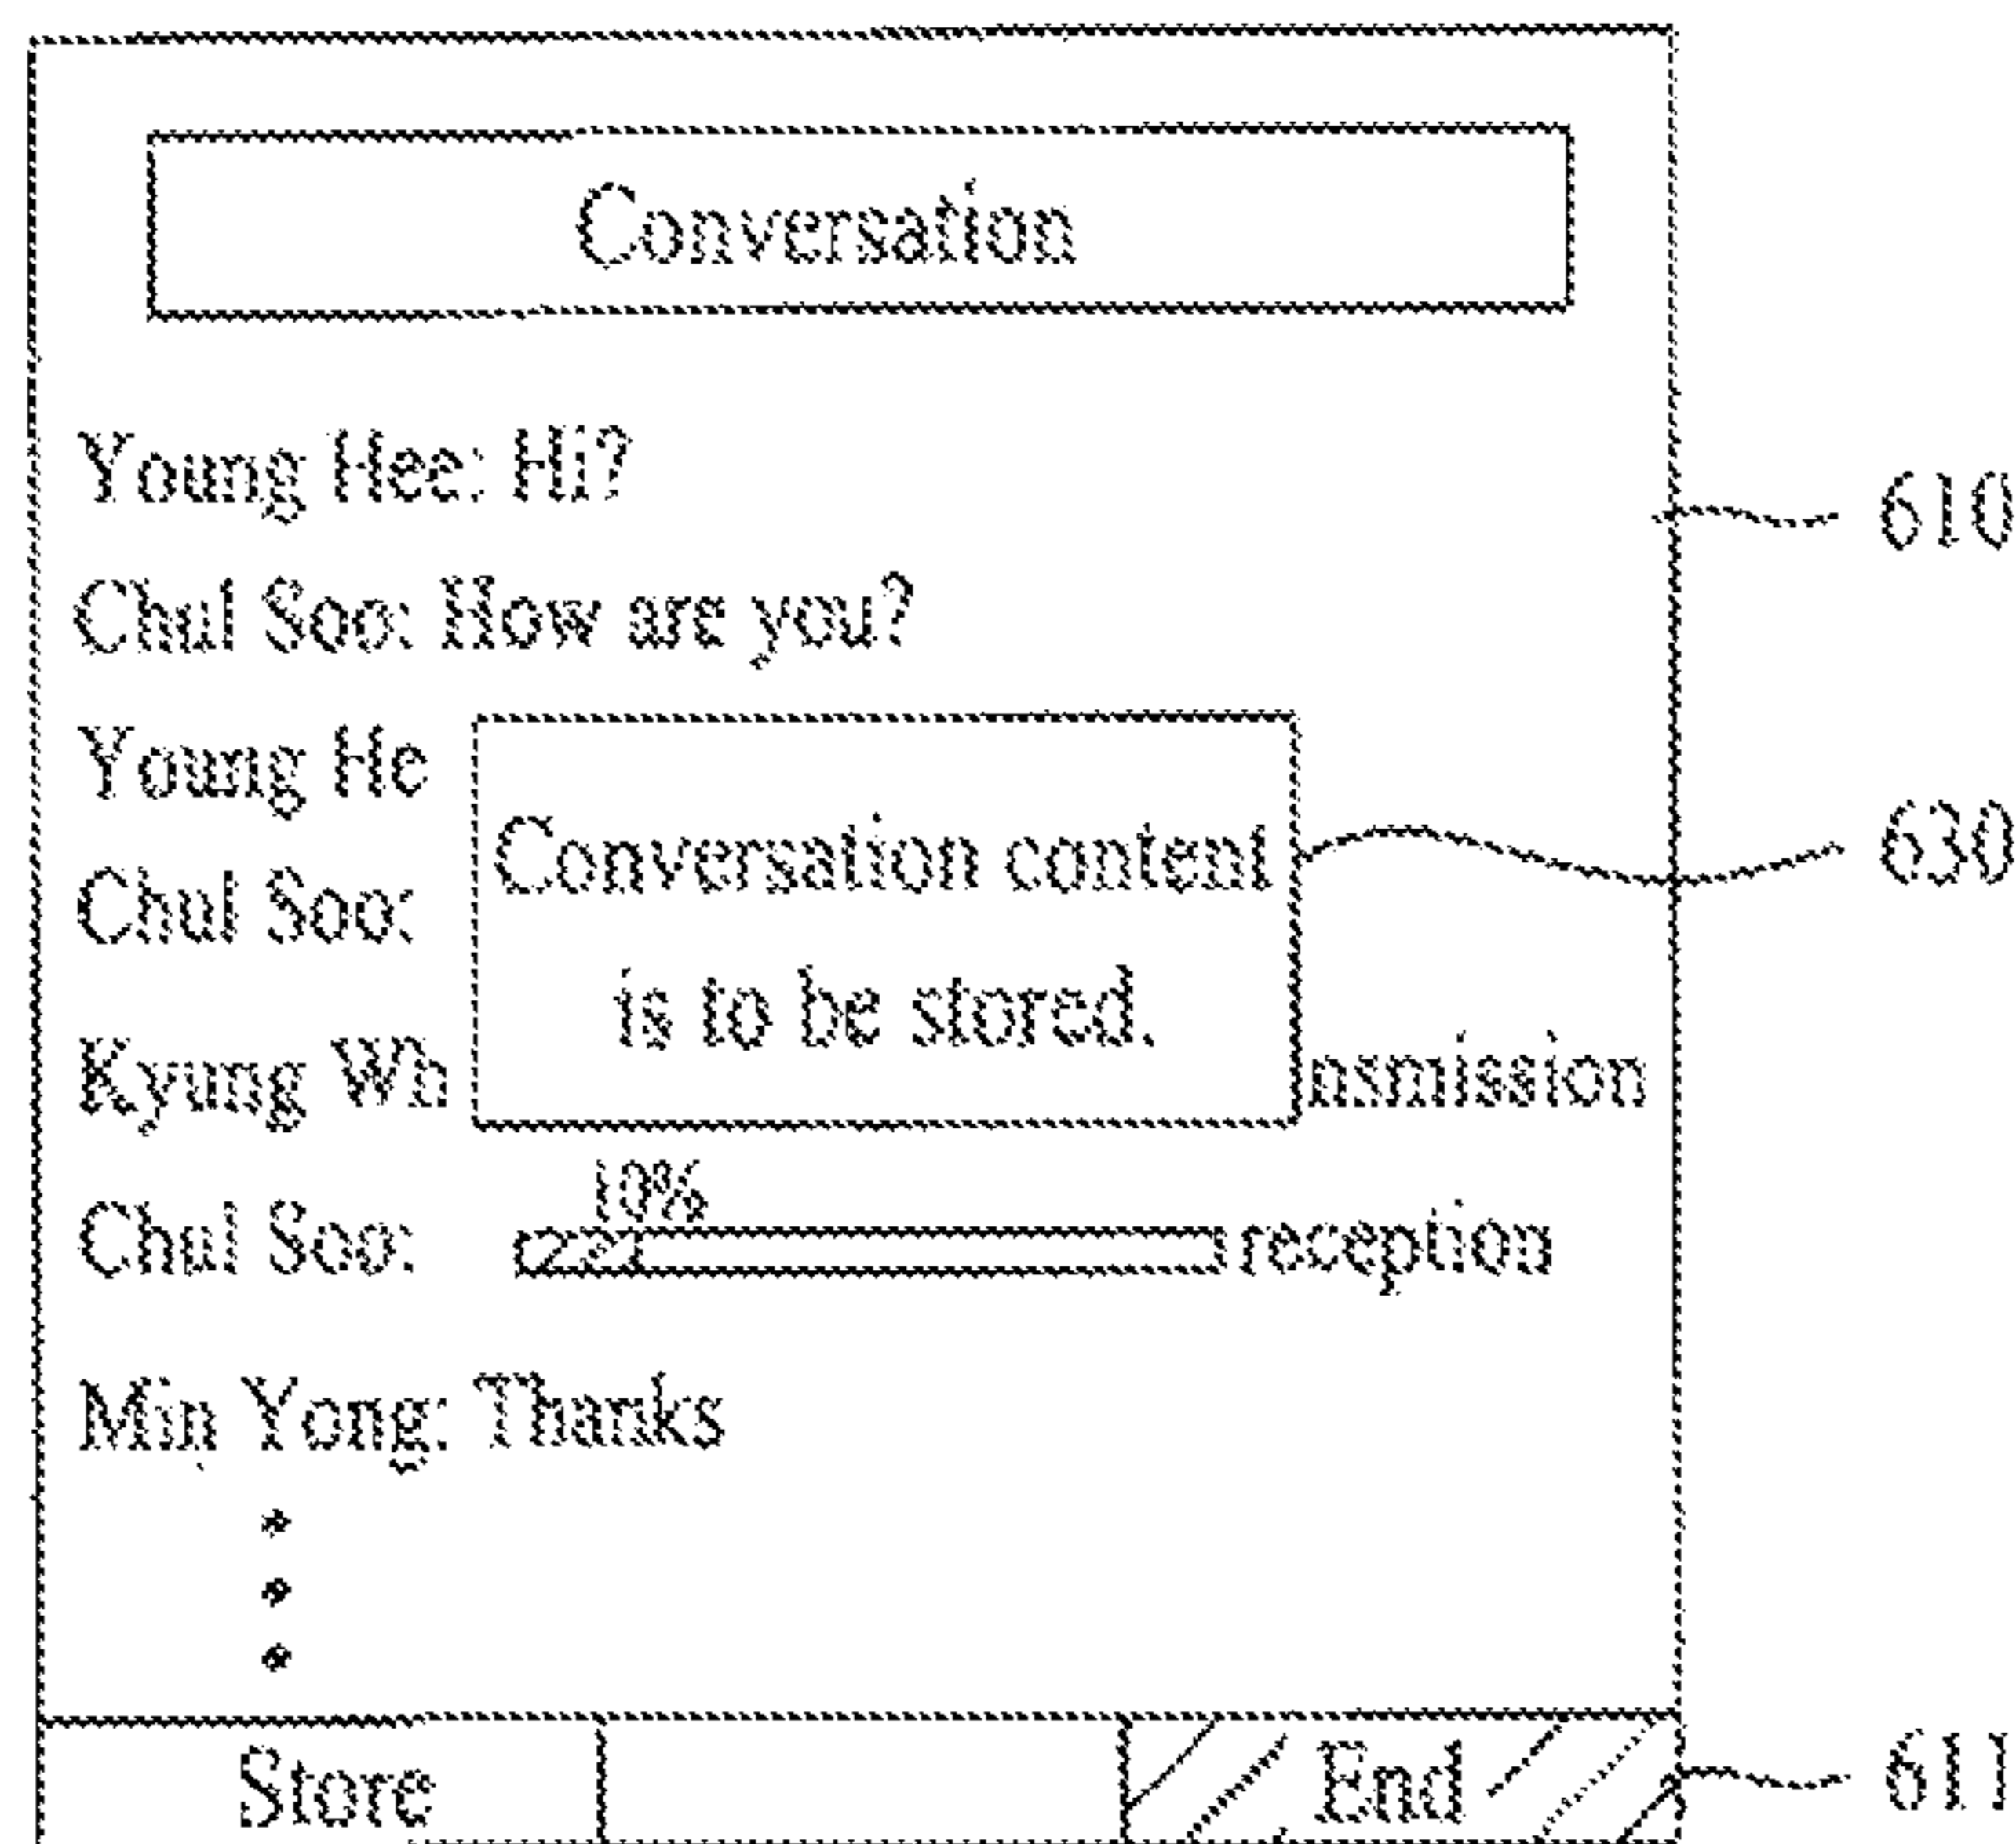 Conversation
Young Hee: Hi?
610
Chul Soo: How are you?
Young He
Conversation content
630
Chul Soo:
is to be stored.
Kyung Wh
nsmission
10%
Chul Soo:
reception
Min Yong: Thanks
Store
End
611